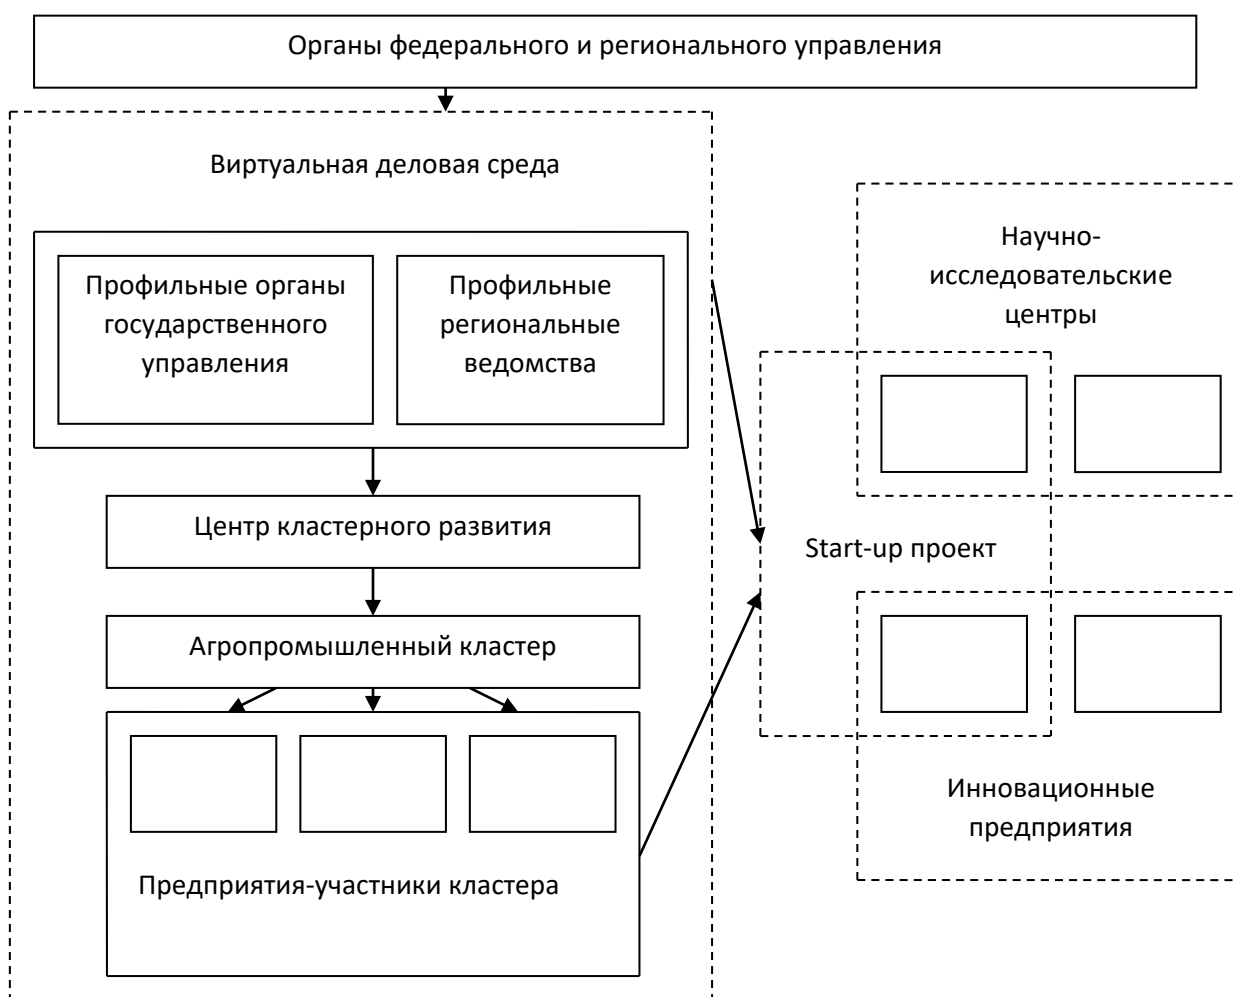 Органы федерального и регионального управления
Виртуальная деловая среда
Профильные органы
государственного
управления
Профильные
региональные
ведомства
Научно-
исследовательские
центры
Центр кластерного развития
Start-up проект
Агропромышленный кластер
Предприятия-участники кластера
Инновационные
предприятия